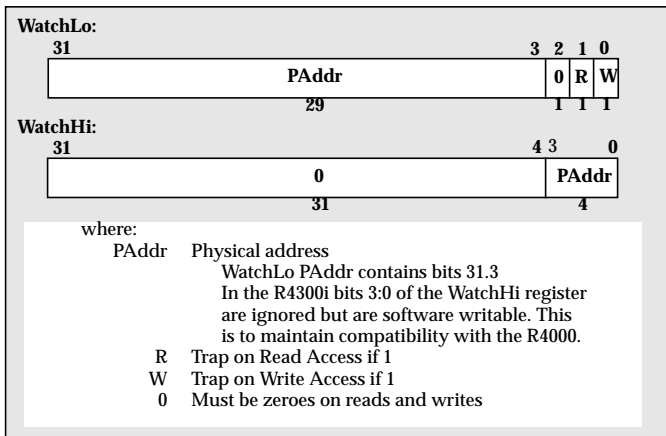 WatchLo:
31 3 2 1 0
PAddr 0 R W
29 1 1 1
WatchHi:
31 4 3 0
0 PAddr
31 4
where:
PAddr Physical address
WatchLo PAddr contains bits 31.3
In the R4300i bits 3:0 of the WatchHi register
are ignored but are software writable. This
is to maintain compatibility with the R4000.
R Trap on Read Access if 1
W Trap on Write Access if 1
0 Must be zeroes on reads and writes